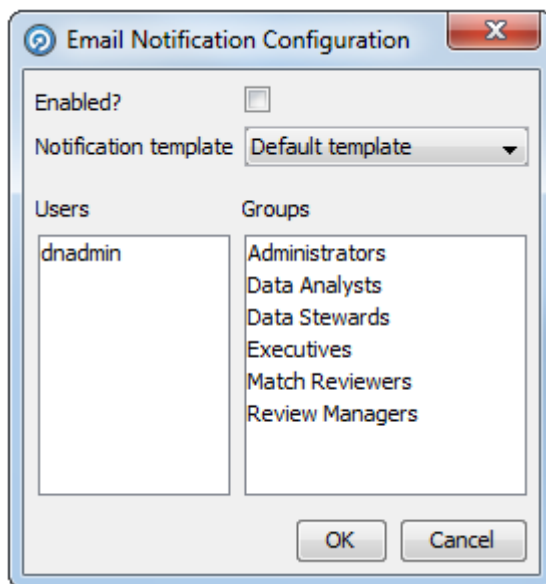 Email Notification Configuration
Enabled?
Notification template Default template
Users Groups
dnadmin Administrators
Data Analysts
Data Stewards
Executives
Match Reviewers
Review Managers
OK Cancel